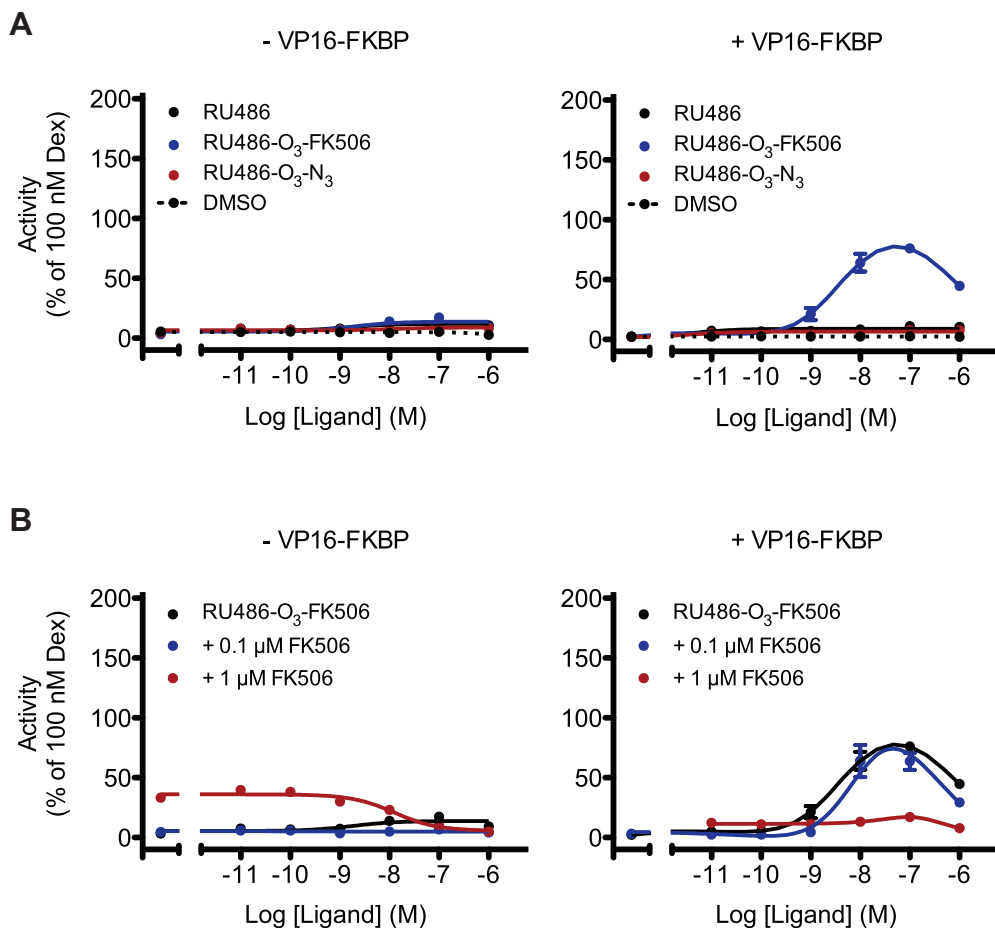 A
- VP16-FKBP
200
150
100
50
0
Activity
(% of 100 nM Dex)
RU486
RU486-O3-FK506
RU486-O3-N3
DMSO
-11 -10 -9 -8 -7 -6
Log [Ligand] (M)
+ VP16-FKBP
200
150
100
50
0
RU486
RU486-O3-FK506
RU486-O3-N3
DMSO
-11 -10 -9 -8 -7 -6
Log [Ligand] (M)
B
- VP16-FKBP
200
150
100
50
0
Activity
(% of 100 nM Dex)
RU486-O3-FK506
+ 0.1 µM FK506
+ 1 µM FK506
-11 -10 -9 -8 -7 -6
Log [Ligand] (M)
+ VP16-FKBP
200
150
100
50
0
RU486-O3-FK506
+ 0.1 µM FK506
+ 1 µM FK506
-11 -10 -9 -8 -7 -6
Log [Ligand] (M)